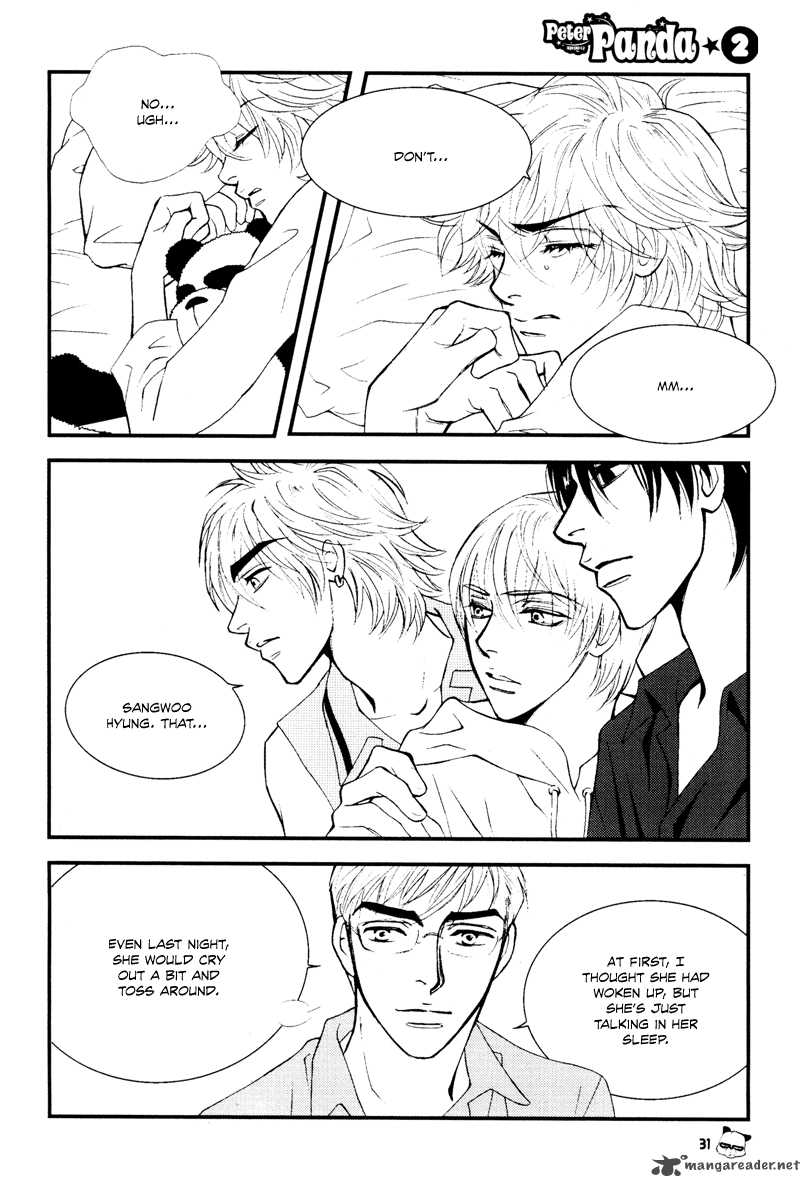 Peter
Panda ★ 2
NO...
UGH...
DON'T...
MM...
SANGWOO
HYUNG. THAT...
EVEN LAST NIGHT,
SHE WOULD CRY
OUT A BIT AND
TOSS AROUND.
AT FIRST, I
THOUGHT SHE HAD
WOKEN UP, BUT
SHE'S JUST
TALKING IN HER
SLEEP.
31
mangareader.net